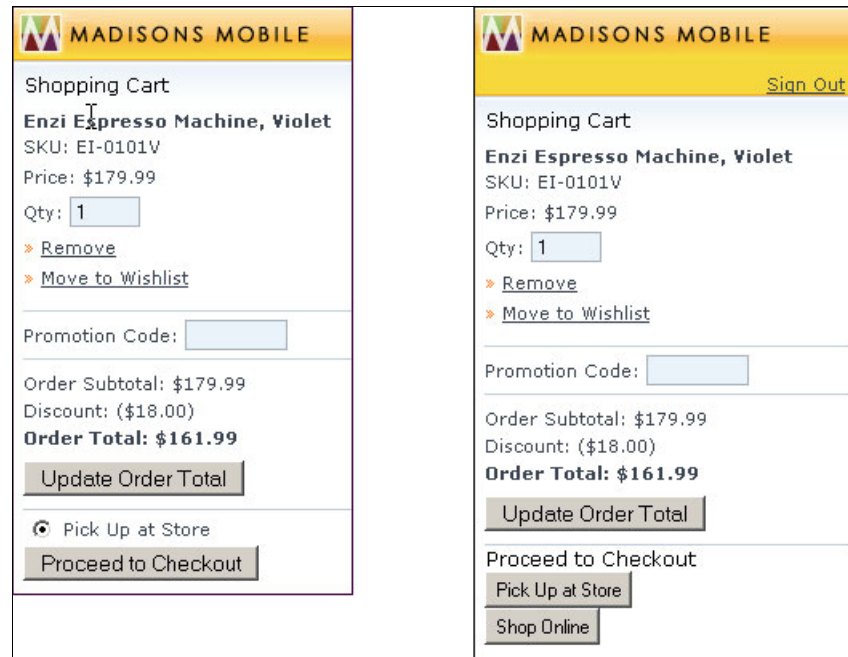 MADISONS MOBILE
Shopping Cart
Enzi Espresso Machine, Violet
SKU: EI-0101V
Price: $179.99
Qty: 1
» Remove
» Move to Wishlist
Promotion Code:
Order Subtotal: $179.99
Discount: ($18.00)
Order Total: $161.99
Update Order Total
Pick Up at Store
Proceed to Checkout
MADISONS MOBILE
Sign Out
Shopping Cart
Enzi Espresso Machine, Violet
SKU: EI-0101V
Price: $179.99
Qty: 1
» Remove
» Move to Wishlist
Promotion Code:
Order Subtotal: $179.99
Discount: ($18.00)
Order Total: $161.99
Update Order Total
Proceed to Checkout
Pick Up at Store
Shop Online